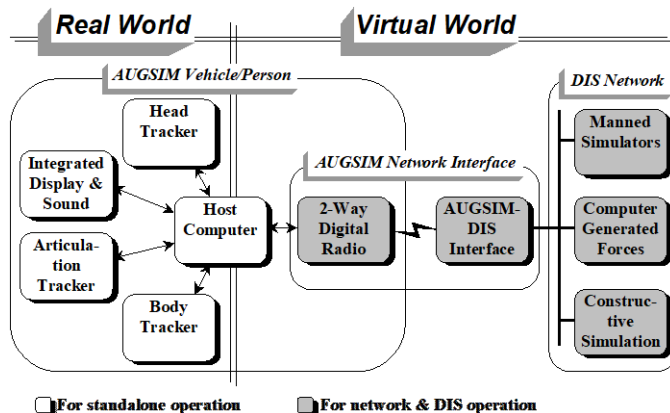 Real World
Virtual World
AUGSIM Vehicle/Person
DIS Network
Head
Tracker
Manned
Simulators
Integrated
Display &
Sound
AUGSIM Network Interface
Host
Computer
2-Way
Digital
Radio
AUGSIM-
DIS
Interface
Computer
Generated
Forces
Articula-
tion
Tracker
Body
Tracker
Construc-
tive
Simulation
For standalone operation
For network & DIS operation